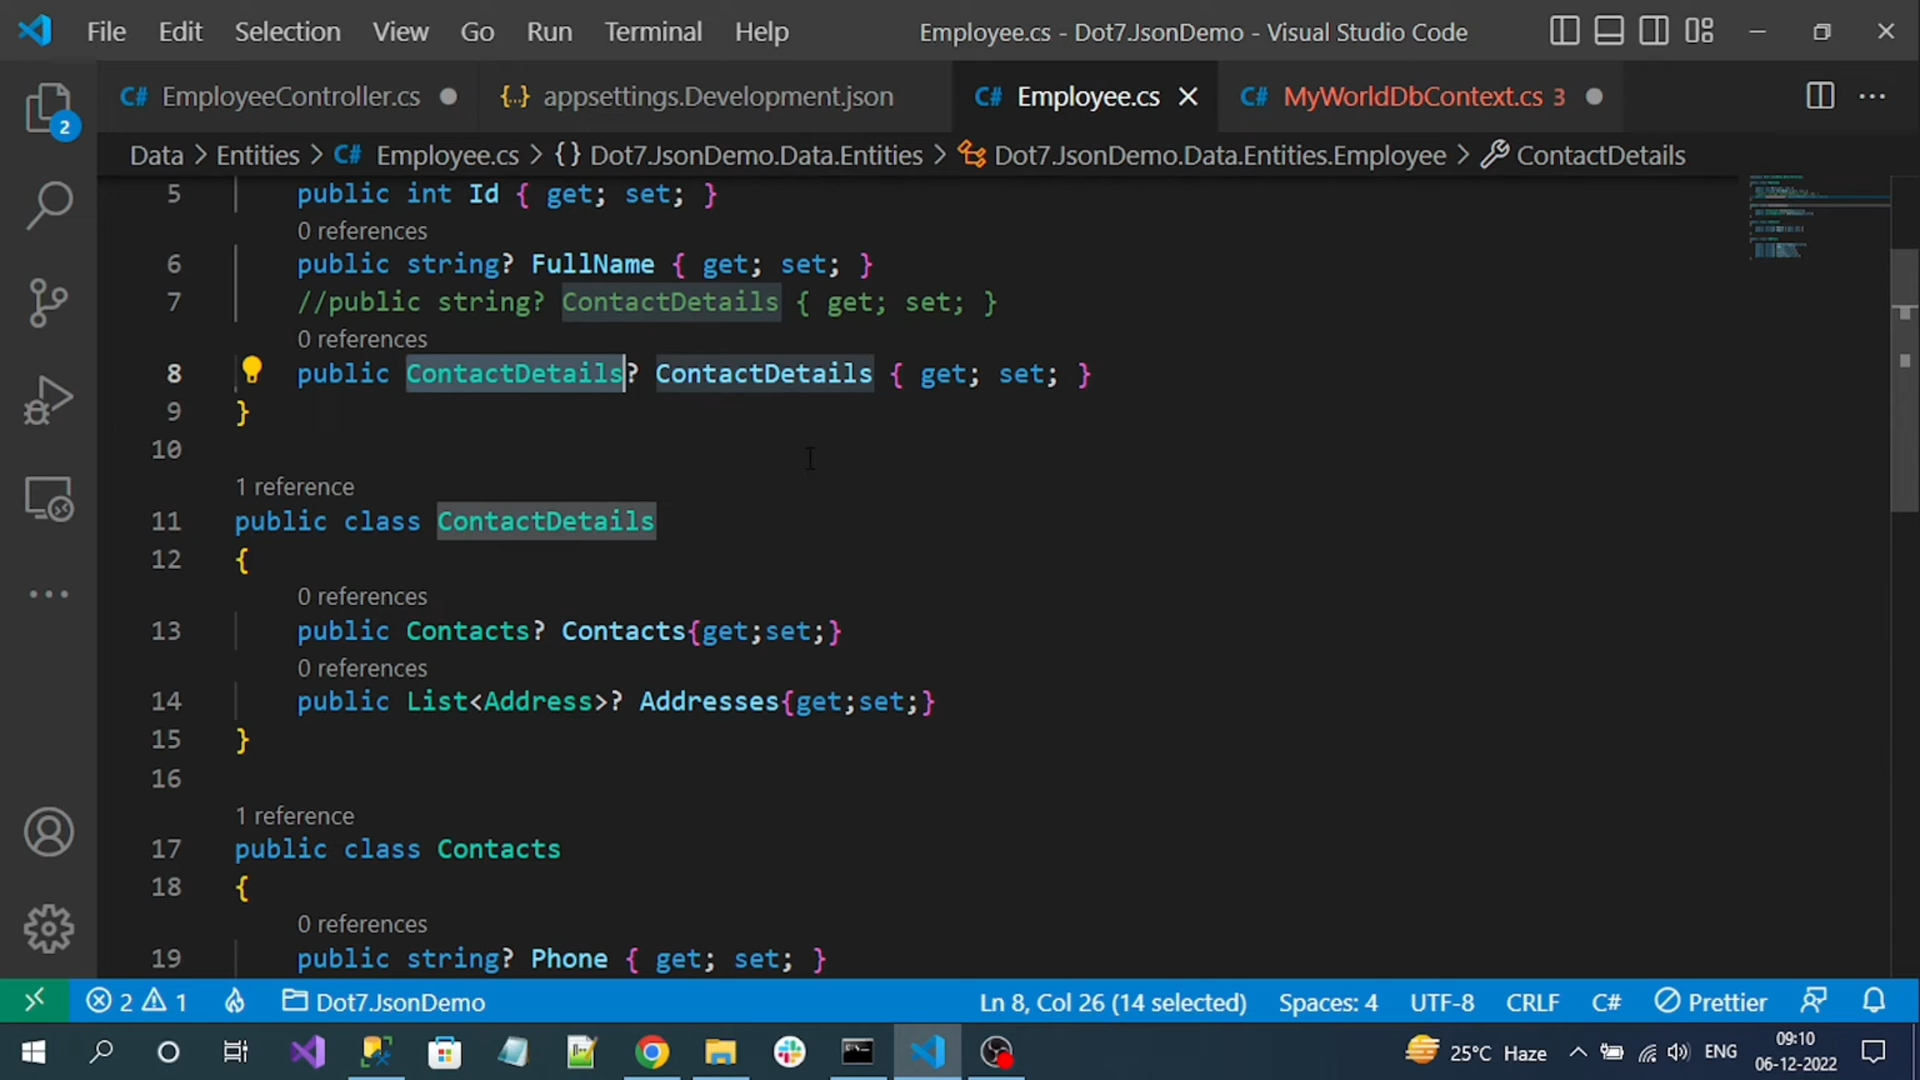 File Edit Selection View Go Run Terminal Help Employee.cs - Dot7.JsonDemo - Visual Studio Code
C# EmployeeController.cs {..} appsettings.Development.json C# Employee.cs C# MyWorldDbContext.cs 3
Data > Entities > C# Employee.cs > {} Dot7.JsonDemo.Data.Entities > Dot7.JsonDemo.Data.Entities.Employee > ContactDetails
2
5 public int Id { get; set; }
0 references
6 public string? FullName { get; set; }
7 //public string? ContactDetails { get; set; }
0 references
8 public ContactDetails? ContactDetails { get; set; }
9 }
10
1 reference
11 public class ContactDetails
12 {
0 references
13 public Contacts? Contacts{get;set;}
0 references
14 public List<Address>? Addresses{get;set;}
15 }
16
1 reference
17 public class Contacts
18 {
0 references
19 public string? Phone { get; set; }
2 1 Dot7.JsonDemo Ln 8, Col 26 (14 selected) Spaces: 4 UTF-8 CRLF C# Prettier
25°C Haze ENG 09:10
06-12-2022